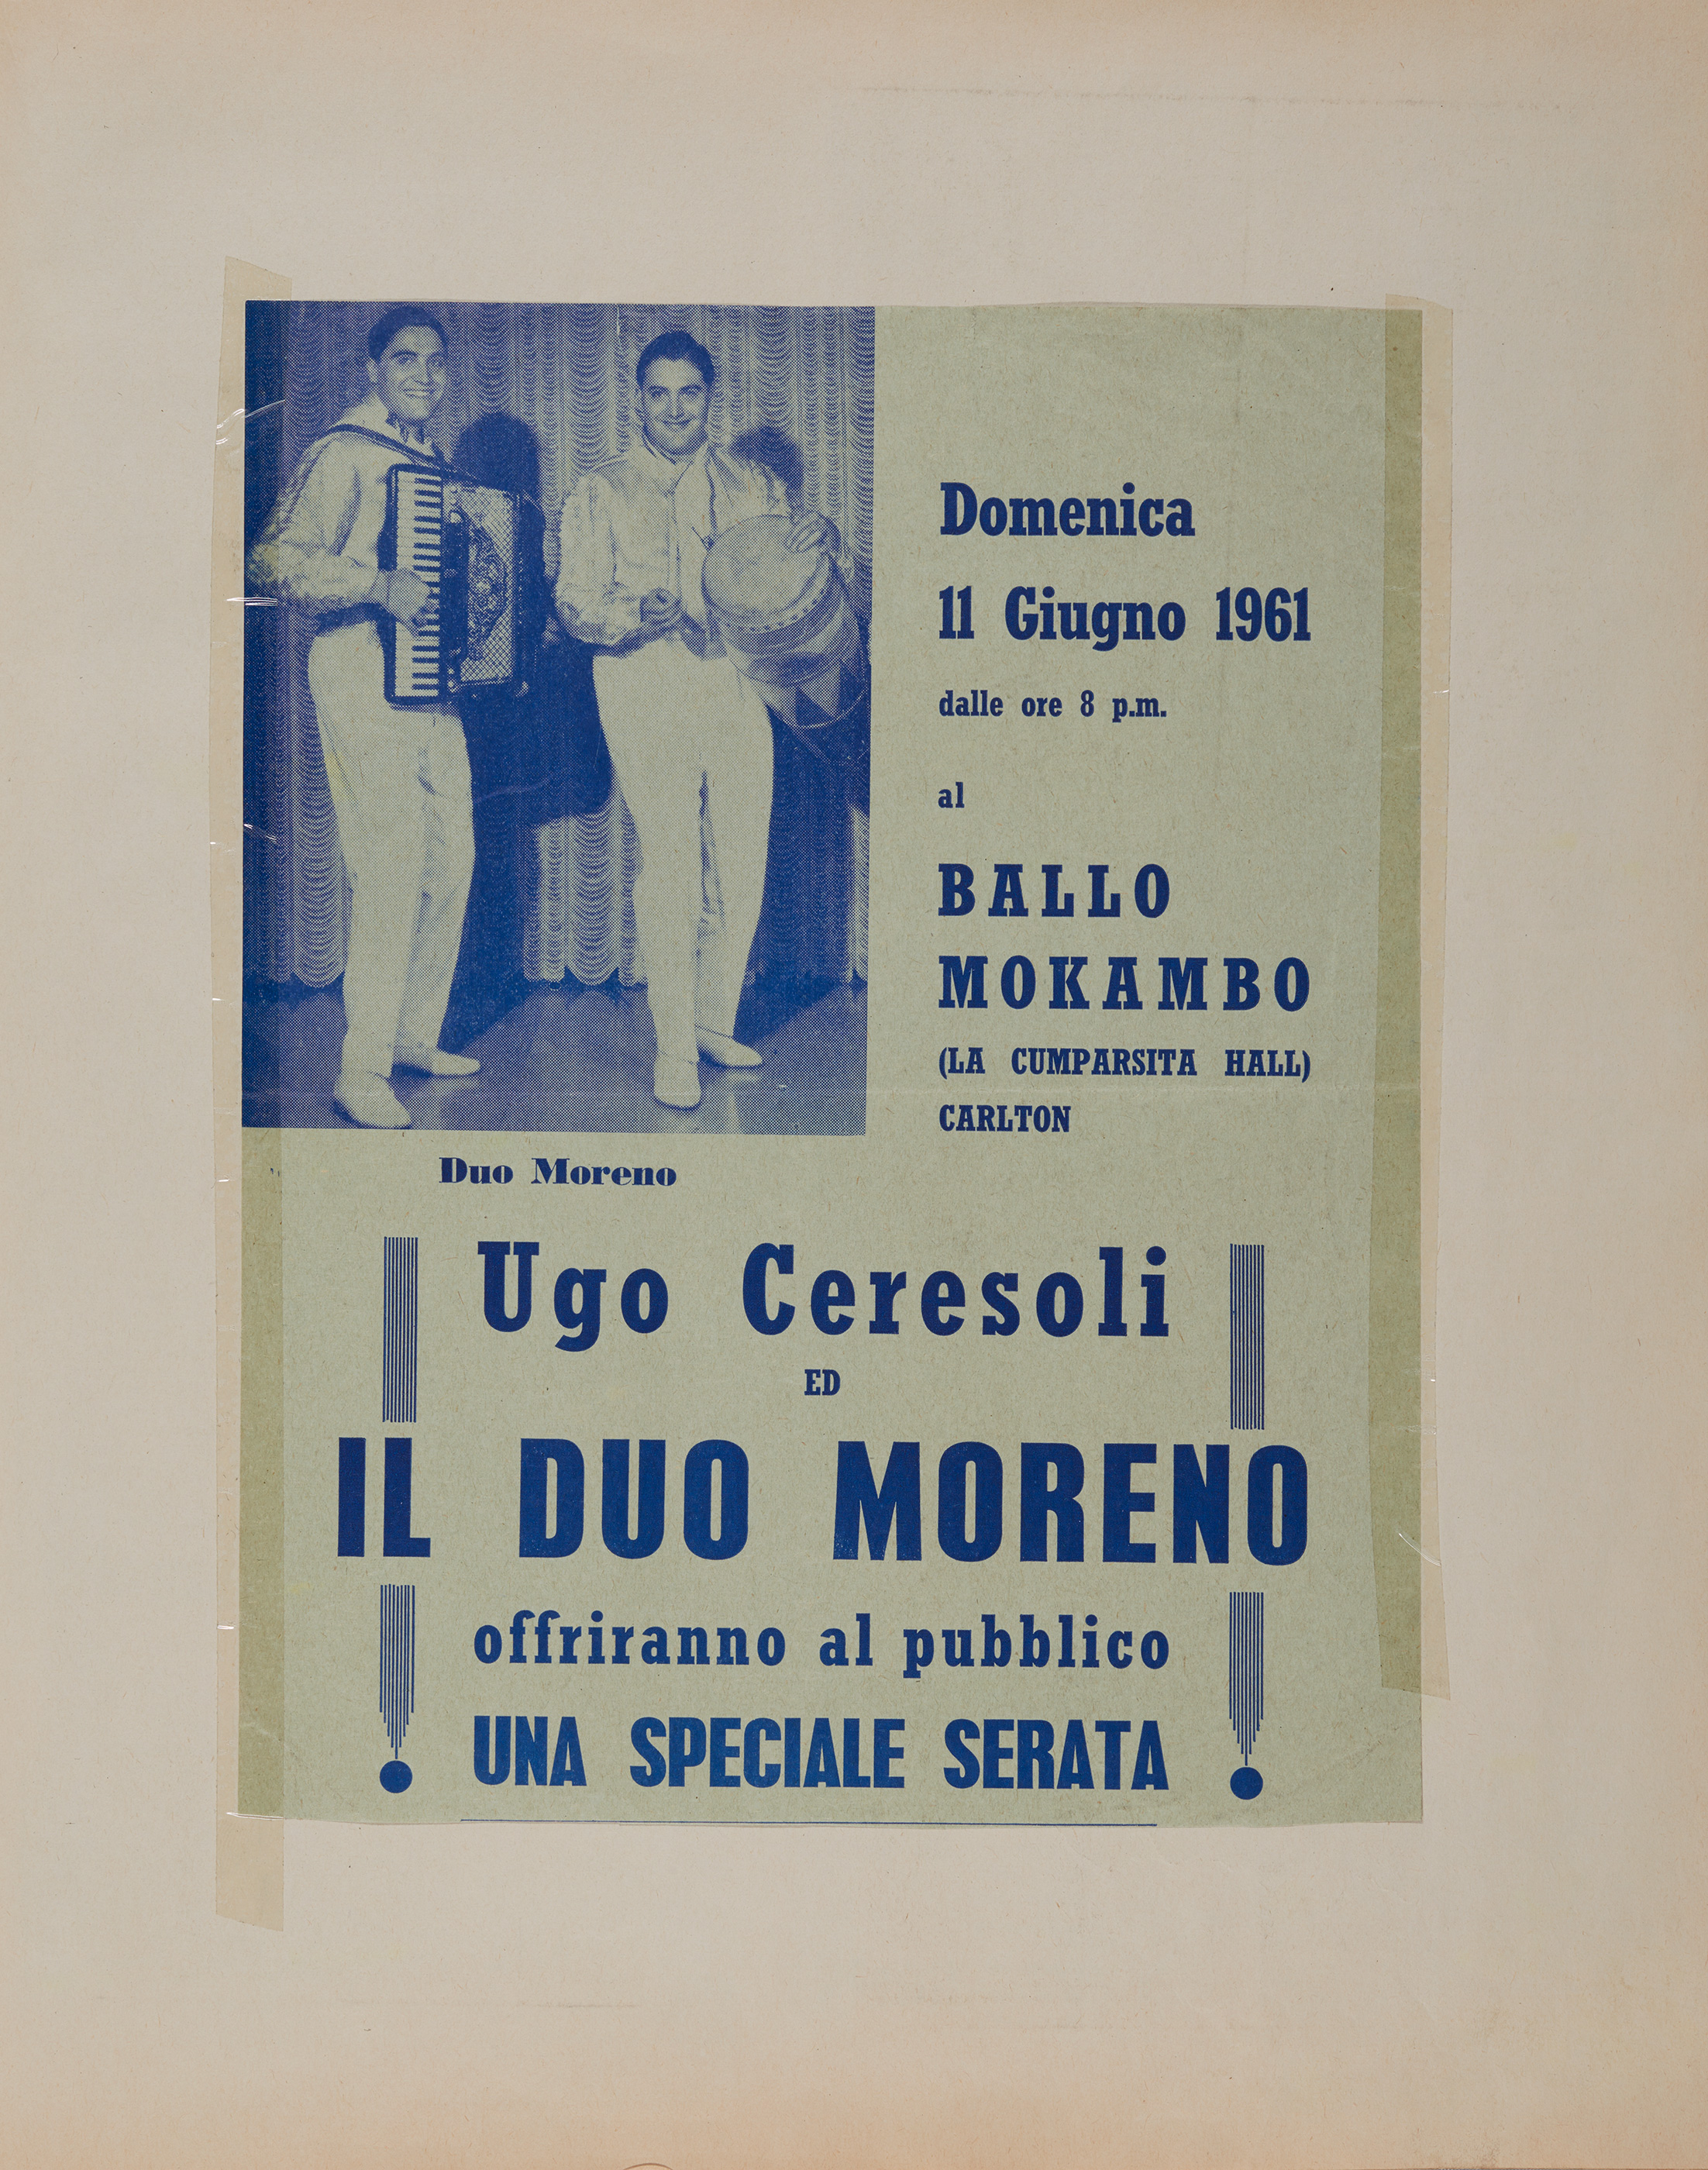 Domenica
11 Giugno 1961
dalle ore 8 p.m.
al
BALLO
MOKAMBO
(LA CUMPARSITA HALL)
CARLTON
Duo Moreno
Ugo Ceresoli
ED
IL DUO MORENO
offriranno al pubblico
UNA SPECIALE SERATA